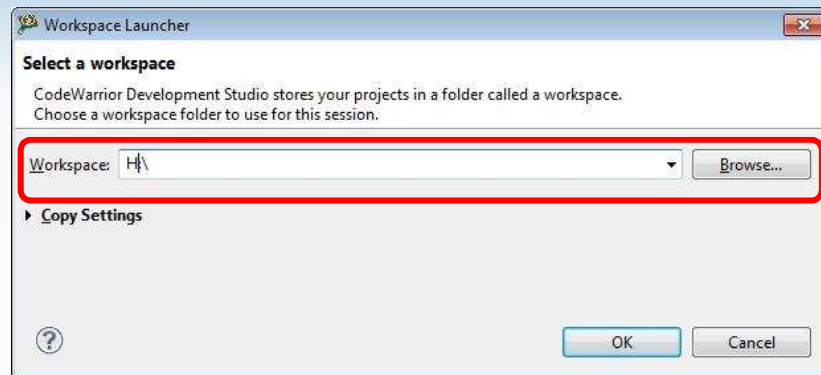 Workspace Launcher
Select a workspace
CodeWarrior Development Studio stores your projects in a folder called a workspace.
Choose a workspace folder to use for this session.
Workspace: H:\ Browse...
Copy Settings
? OK Cancel